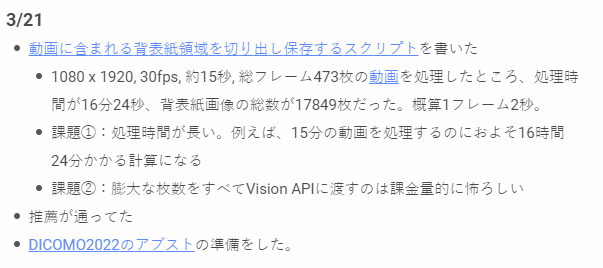 3/21
動画に含まれる背表紙領域を切り出し保存するスクリプトを書いた
1080 x 1920, 30fps, 約15秒, 総フレーム473枚の動画を処理したところ、処理時
間が16分24秒、背表紙画像の総数が17849枚だった。概算1フレーム2秒。
課題①：処理時間が長い。例えば、15分の動画を処理するのにおよそ16時間
24分かかる計算になる
課題②：膨大な枚数をすべてVision APIに渡すのは課金量的に怖ろしい
推薦が通ってた
DICOMO2022のアブストの準備をした。